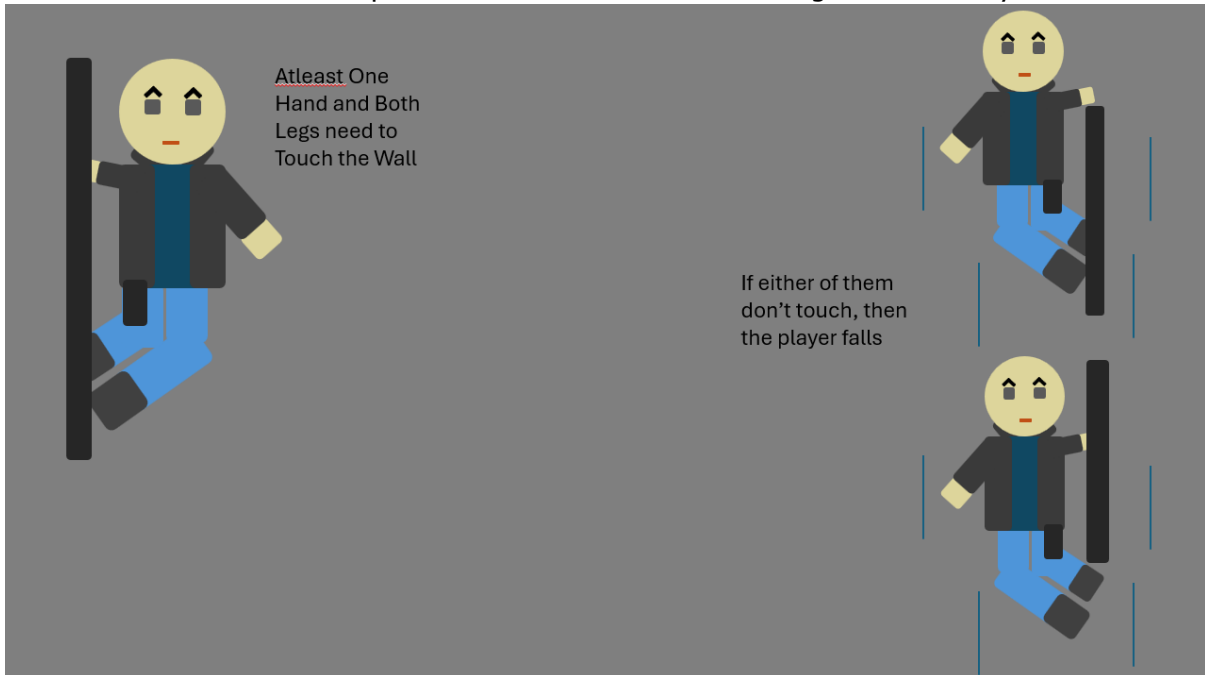 Atleast One
Hand and Both
Legs need to
Touch the Wall
If either of them
don’t touch, then
the player falls